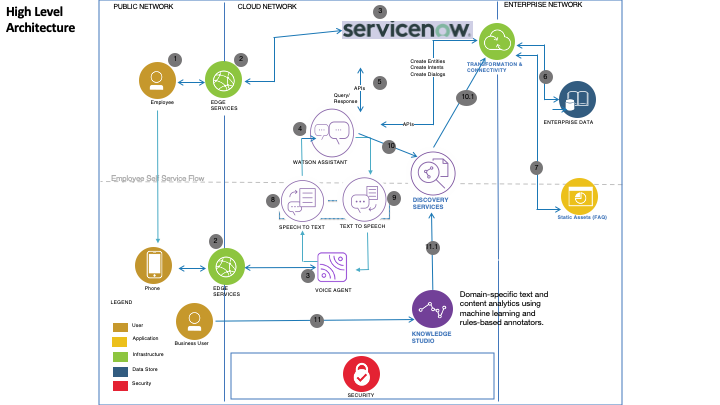 High Level
Architecture
PUBLIC NETWORK
CLOUD NETWORK
ENTERPRISE NETWORK
3
servicenow
1
2
Employee
EDGE
SERVICES
5
APIs
Query/
Response
Create Entities
Create Intents
Create Dialogs
TRANSFORMATION &
CONNECTIVITY
6
10.1
ENTERPRISE DATA
4
APIs
WATSON ASSISTANT
10
7
Employee Self Service Flow
8
9
DISCOVERY
SERVICES
Static Assets (FAQ)
SPEECH TO TEXT
TEXT TO SPEECH
2
11.1
3
Phone
EDGE
SERVICES
VOICE AGENT
Domain-specific text and
content analytics using
machine learning and
rules-based annotators.
LEGEND
11
Business User
KNOWLEDGE
STUDIO
User
Application
Infrastructure
Data Store
Security
SECURITY